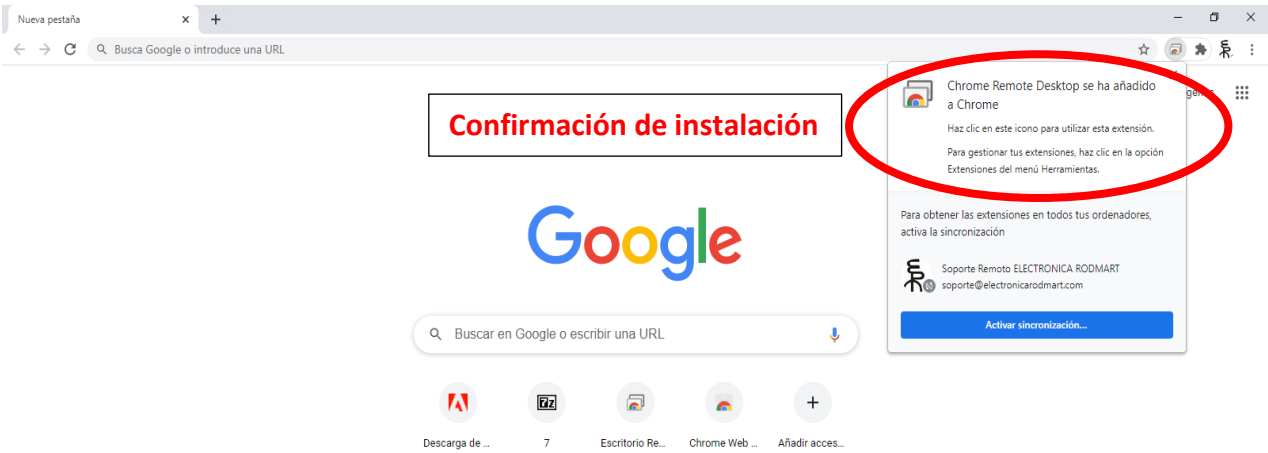 Nueva pestaña
Busca Google o introduce una URL
Confirmación de instalación
Chrome Remote Desktop se ha añadido
a Chrome
Haz clic en este icono para utilizar esta extensión.
Para gestionar tus extensiones, haz clic en la opción
Extensiones del menú Herramientas.
Para obtener las extensiones en todos tus ordenadores,
activa la sincronización
Soporte Remoto ELECTRONICA RODMART
soporte@electronicarodmart.com
Activar sincronización...
Google
Buscar en Google o escribir una URL
7z
Descarga de ...
7
Escritorio Re...
Chrome Web ...
Añadir acces...